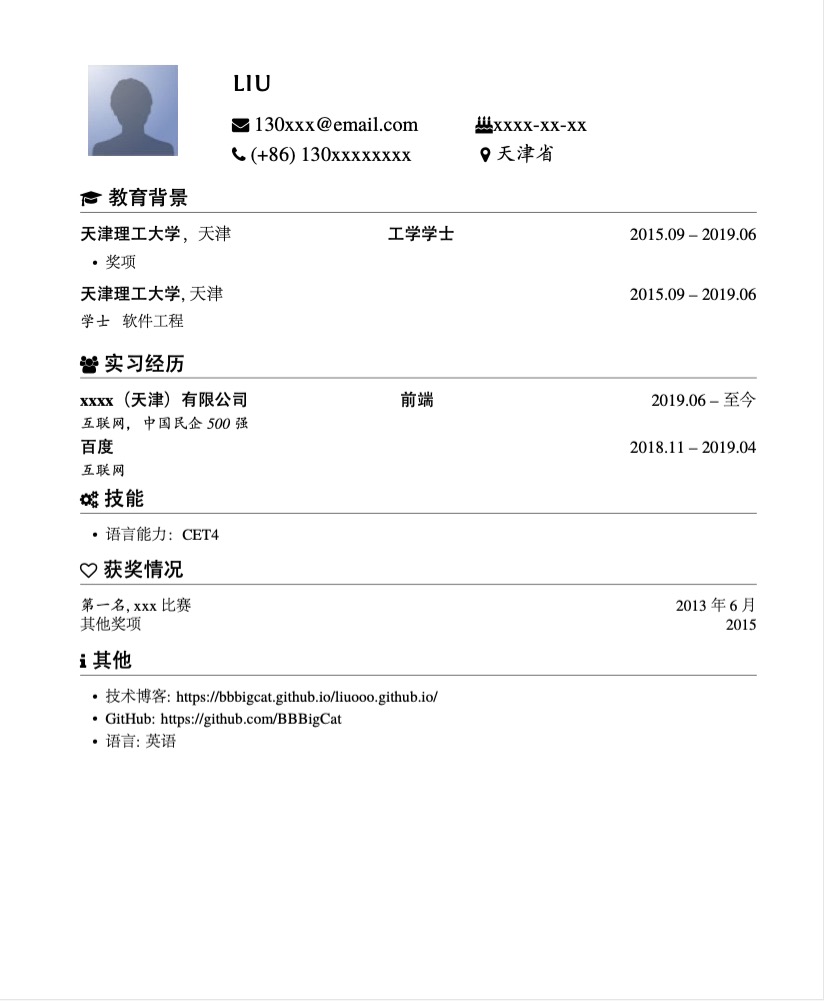 LIU
130xxx@email.com xxxx-xx-xx
(+86) 130xxxxxxxx 天津省
教育背景
天津理工大学，天津 工学学士 2015.09 – 2019.06
• 奖项
天津理工大学, 天津 2015.09 – 2019.06
学士 软件工程
实习经历
xxxx（天津）有限公司 前端 2019.06 – 至今
互联网，中国民企 500 强
百度 2018.11 – 2019.04
互联网
技能
• 语言能力：CET4
获奖情况
第一名, xxx 比赛 2013 年 6 月
其他奖项 2015
其他
• 技术博客: https://bbbigcat.github.io/liuooo.github.io/
• GitHub: https://github.com/BBBigCat
• 语言: 英语